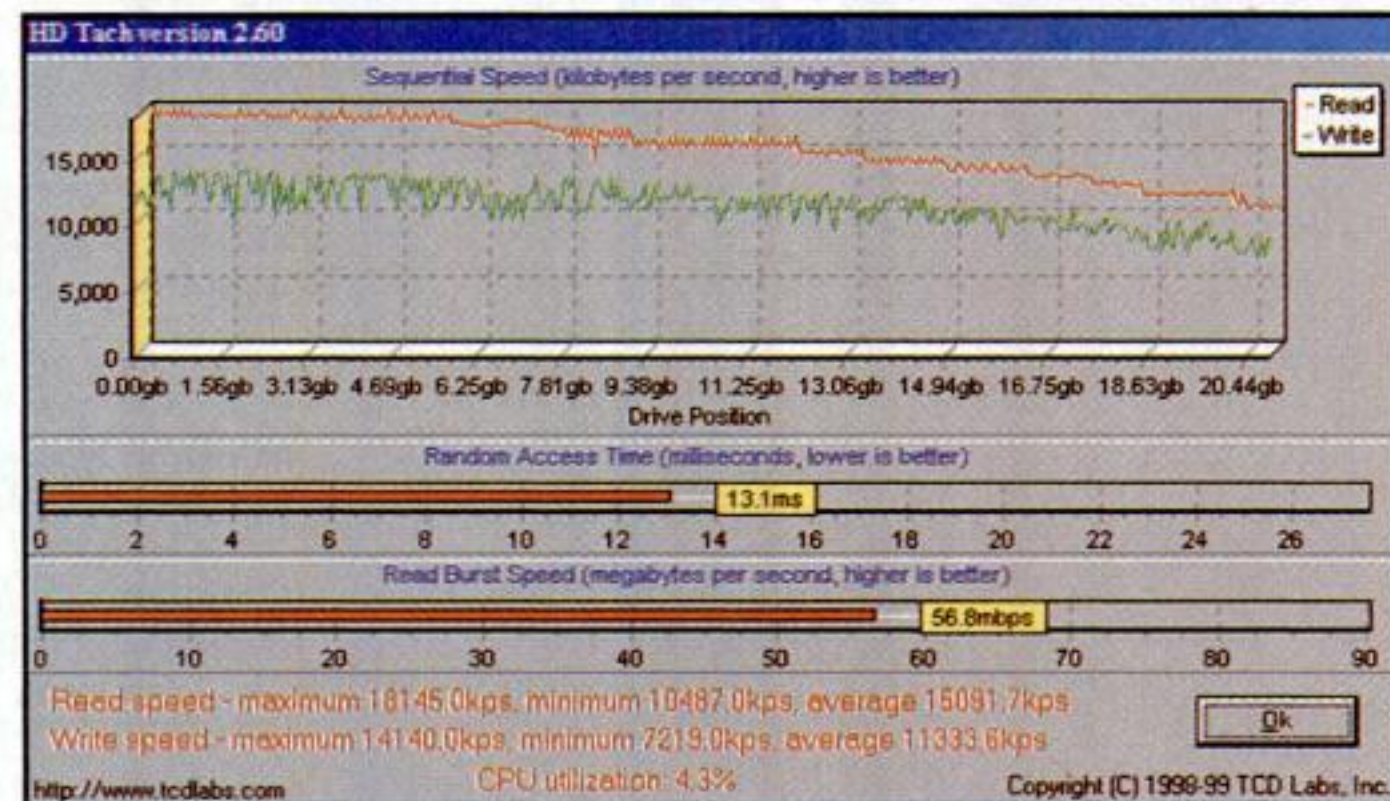 HD Tach version 2.60
Sequential Speed (kilobytes per second, higher is better)
- Read
- Write
15,000
10,000
5,000
0
0.00gb 1.56gb 3.13gb 4.69gb 6.25gb 7.81gb 9.38gb 11.25gb 13.06gb 14.94gb 16.75gb 18.63gb 20.44gb
Drive Position
Random Access Time (milliseconds, lower is better)
13.1ms
0 2 4 6 8 10 12 14 16 18 20 22 24 26
Read Burst Speed (megabytes per second, higher is better)
56.8mbps
0 10 20 30 40 50 60 70 80 90
Read speed - maximum 18145.0kps, minimum 10487.0kps, average 15091.7kps
Write speed - maximum 14140.0kps, minimum 7219.0kps, average 11333.6kps
Ok
CPU utilization: 4.3%
http://www.tcdlabs.com
Copyright (C) 1998-99 TCD Labs, Inc.